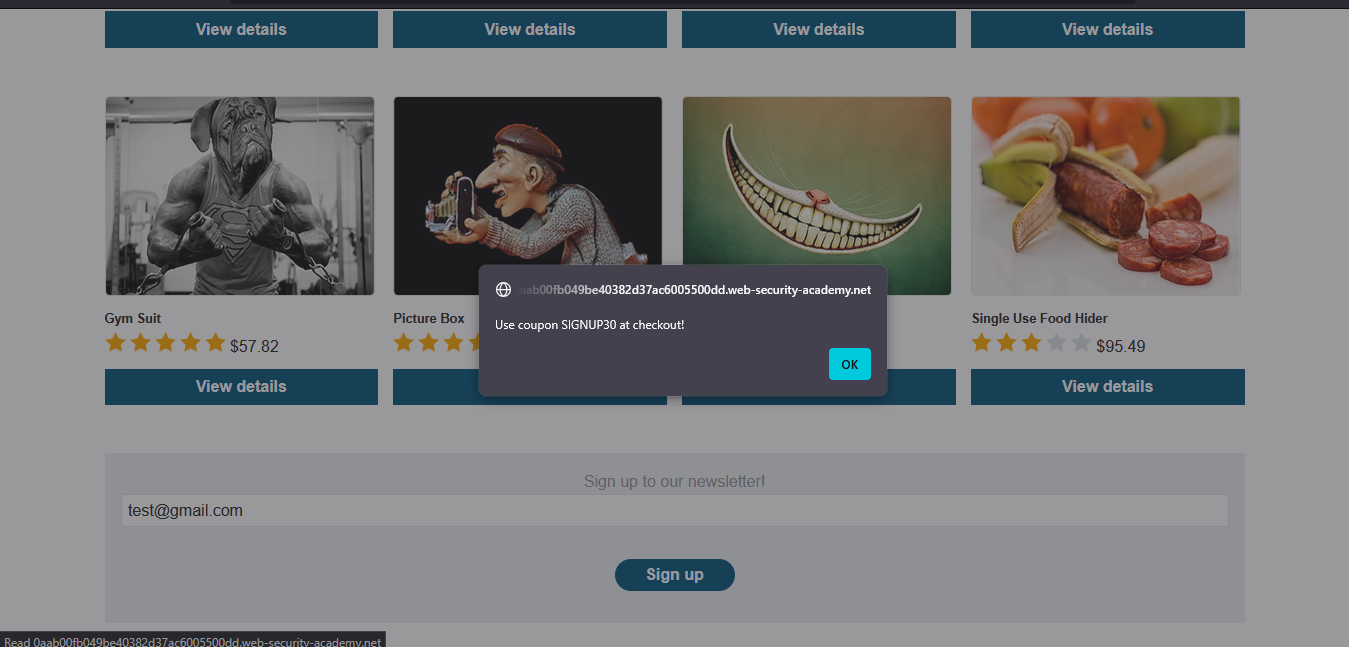 View details
View details
View details
View details
Gym Suit
Picture Box
Single Use Food Hider
$57.82
$95.49
aab00fb049be40382d37ac6005500dd.web-security-academy.net
Use coupon SIGNUP30 at checkout!
OK
View details
View details
Sign up to our newsletter!
test@gmail.com
Sign up
Read 0aab00fb049be40382d37ac6005500dd.web-security-academy.net